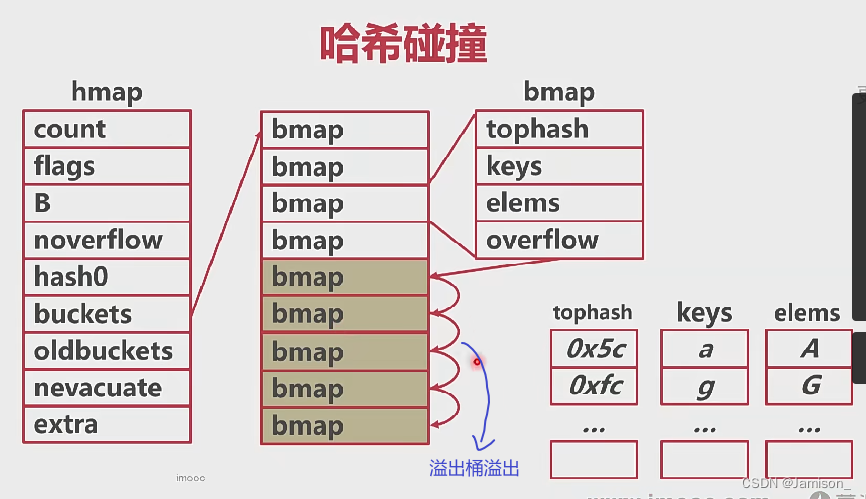 哈希碰撞
hmap
count
flags
B
noverflow
hash0
buckets
oldbuckets
nevacuate
extra
bmap
bmap
bmap
bmap
bmap
bmap
bmap
bmap
bmap
bmap
tophash
keys
elems
overflow
tophash keys elems
0x5c a A
0xfc g G
... ... ...
溢出桶溢出
imooc
CSDN @Jamison_